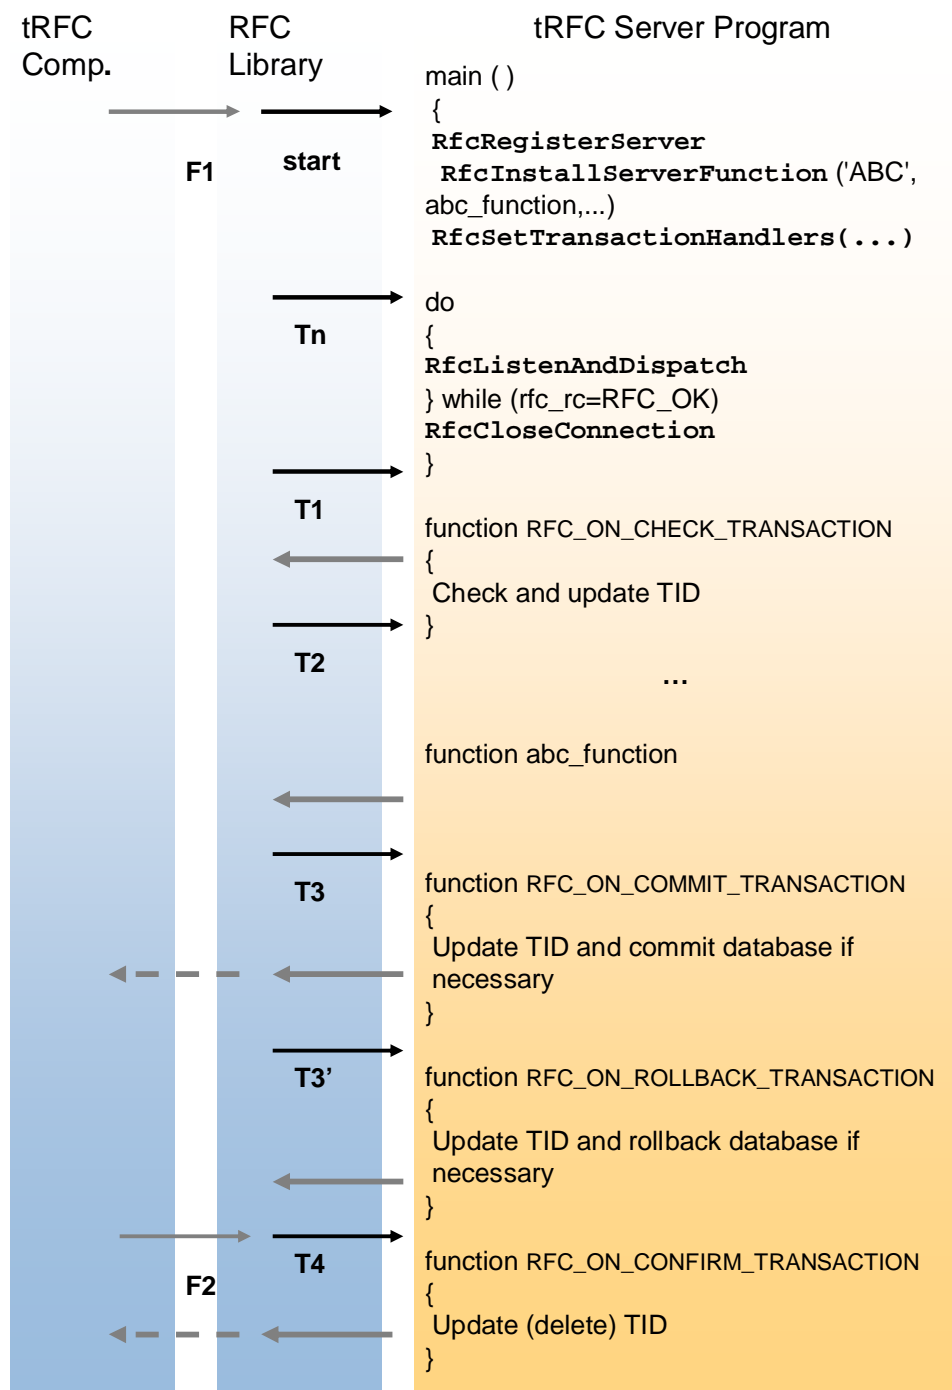 tRFC
Comp.
RFC
Library
tRFC Server Program
main ( )
{
RfcRegisterServer
F1
start
RfcInstallServerFunction ('ABC',
abc_function,...)
RfcSetTransactionHandlers(...)
do
Tn
{
RfcListenAndDispatch
} while (rfc_rc=RFC_OK)
RfcCloseConnection
}
T1
function RFC_ON_CHECK_TRANSACTION
{
Check and update TID
}
T2
...
function abc_function
T3
function RFC_ON_COMMIT_TRANSACTION
{
Update TID and commit database if
necessary
}
T3’
function RFC_ON_ROLLBACK_TRANSACTION
{
Update TID and rollback database if
necessary
}
T4
function RFC_ON_CONFIRM_TRANSACTION
F2
{
Update (delete) TID
}